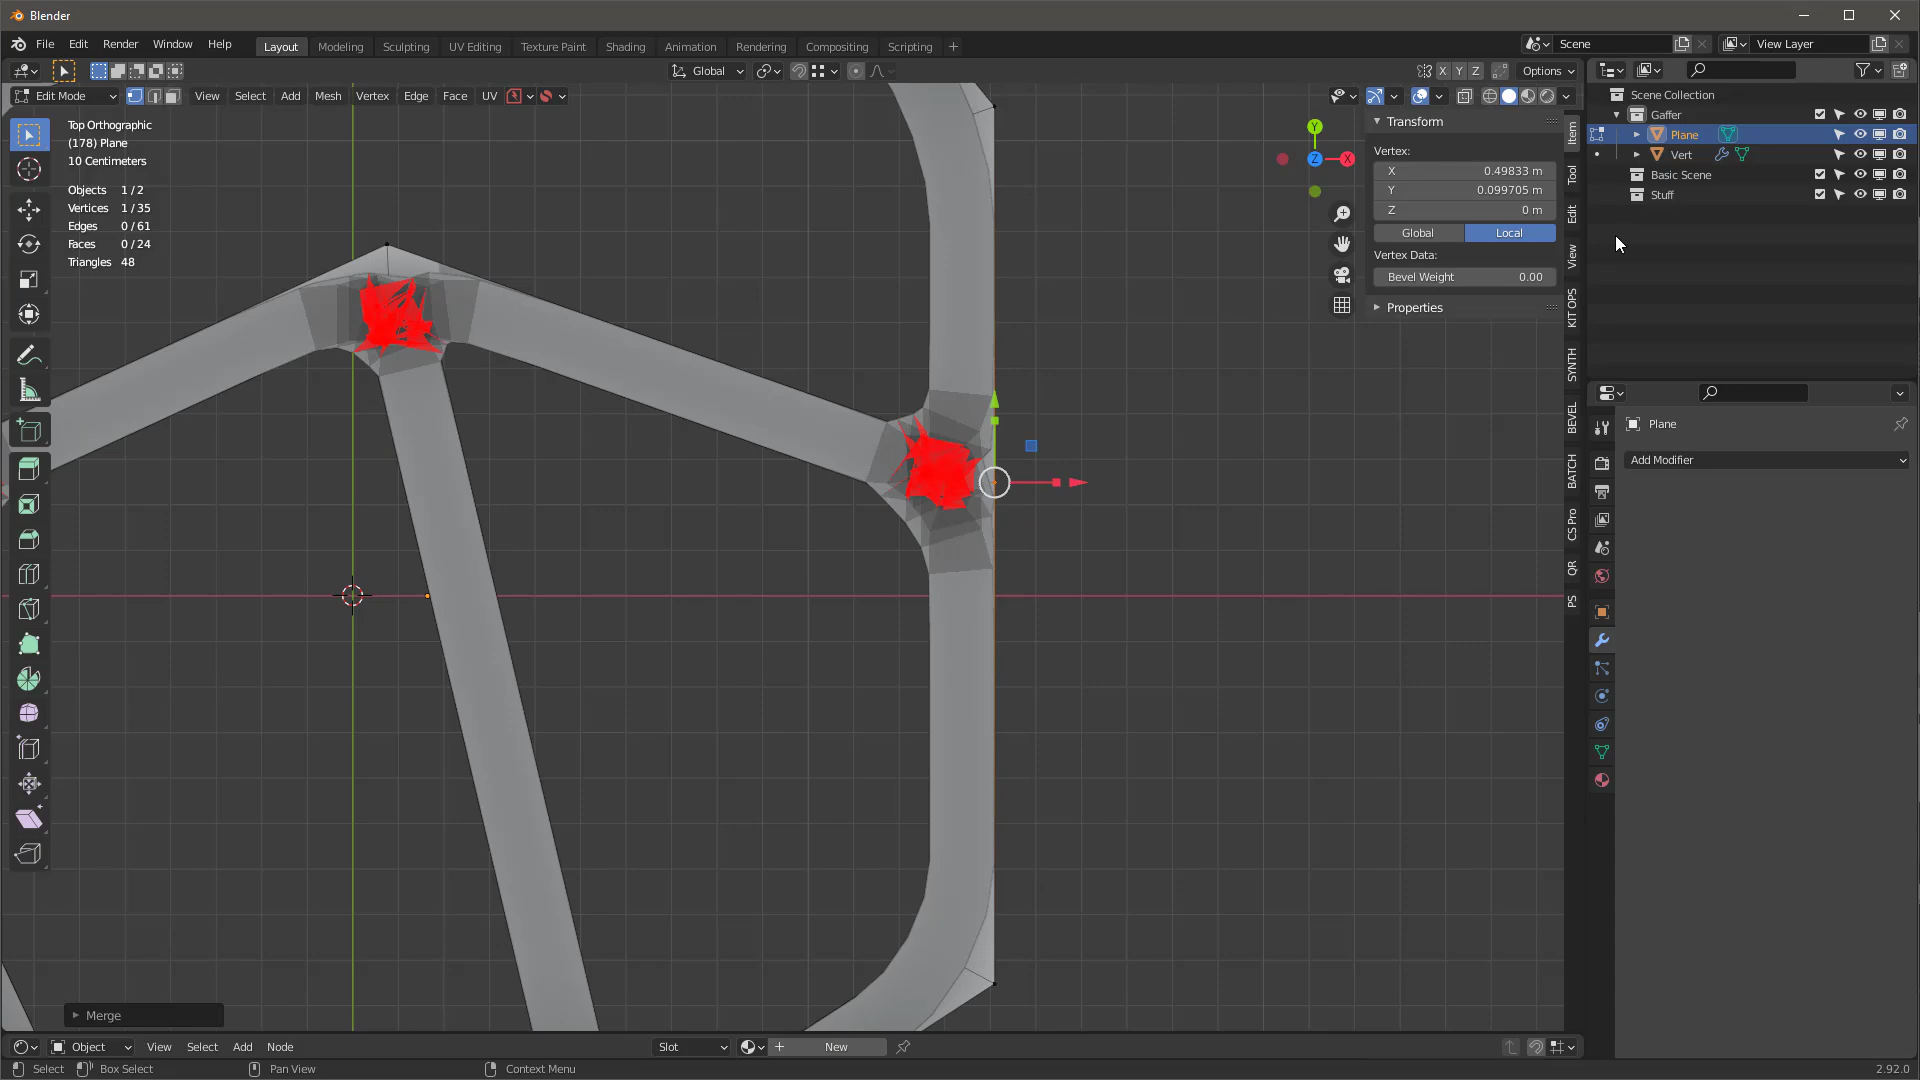 Blender
File Edit Render Window Help Layout Modeling Sculpting UV Editing Texture Paint Shading Animation Rendering Compositing Scripting + Scene View Layer
Global X Y Z Options
Edit Mode View Select Add Mesh Vertex Edge Face UV
Top Orthographic
(178) Plane
10 Centimeters
Objects 1 / 2
Vertices 1 / 35
Edges 0 / 61
Faces 0 / 24
Triangles 48
Y
Z X
Transform
Vertex:
X 0.49833 m
Y 0.099705 m
Z 0 m
Global Local
Vertex Data:
Bevel Weight 0.00
Properties
Item
Tool
Edit
View
KIT OPS
SYNTH
BEVEL
BATCH
CS Pro
QR
PS
Scene Collection
Gaffer
Plane
Vert
Basic Scene
Stuff
Plane
Add Modifier
Merge
Object View Select Add Node Slot New
Select Box Select Pan View Context Menu 2.92.0